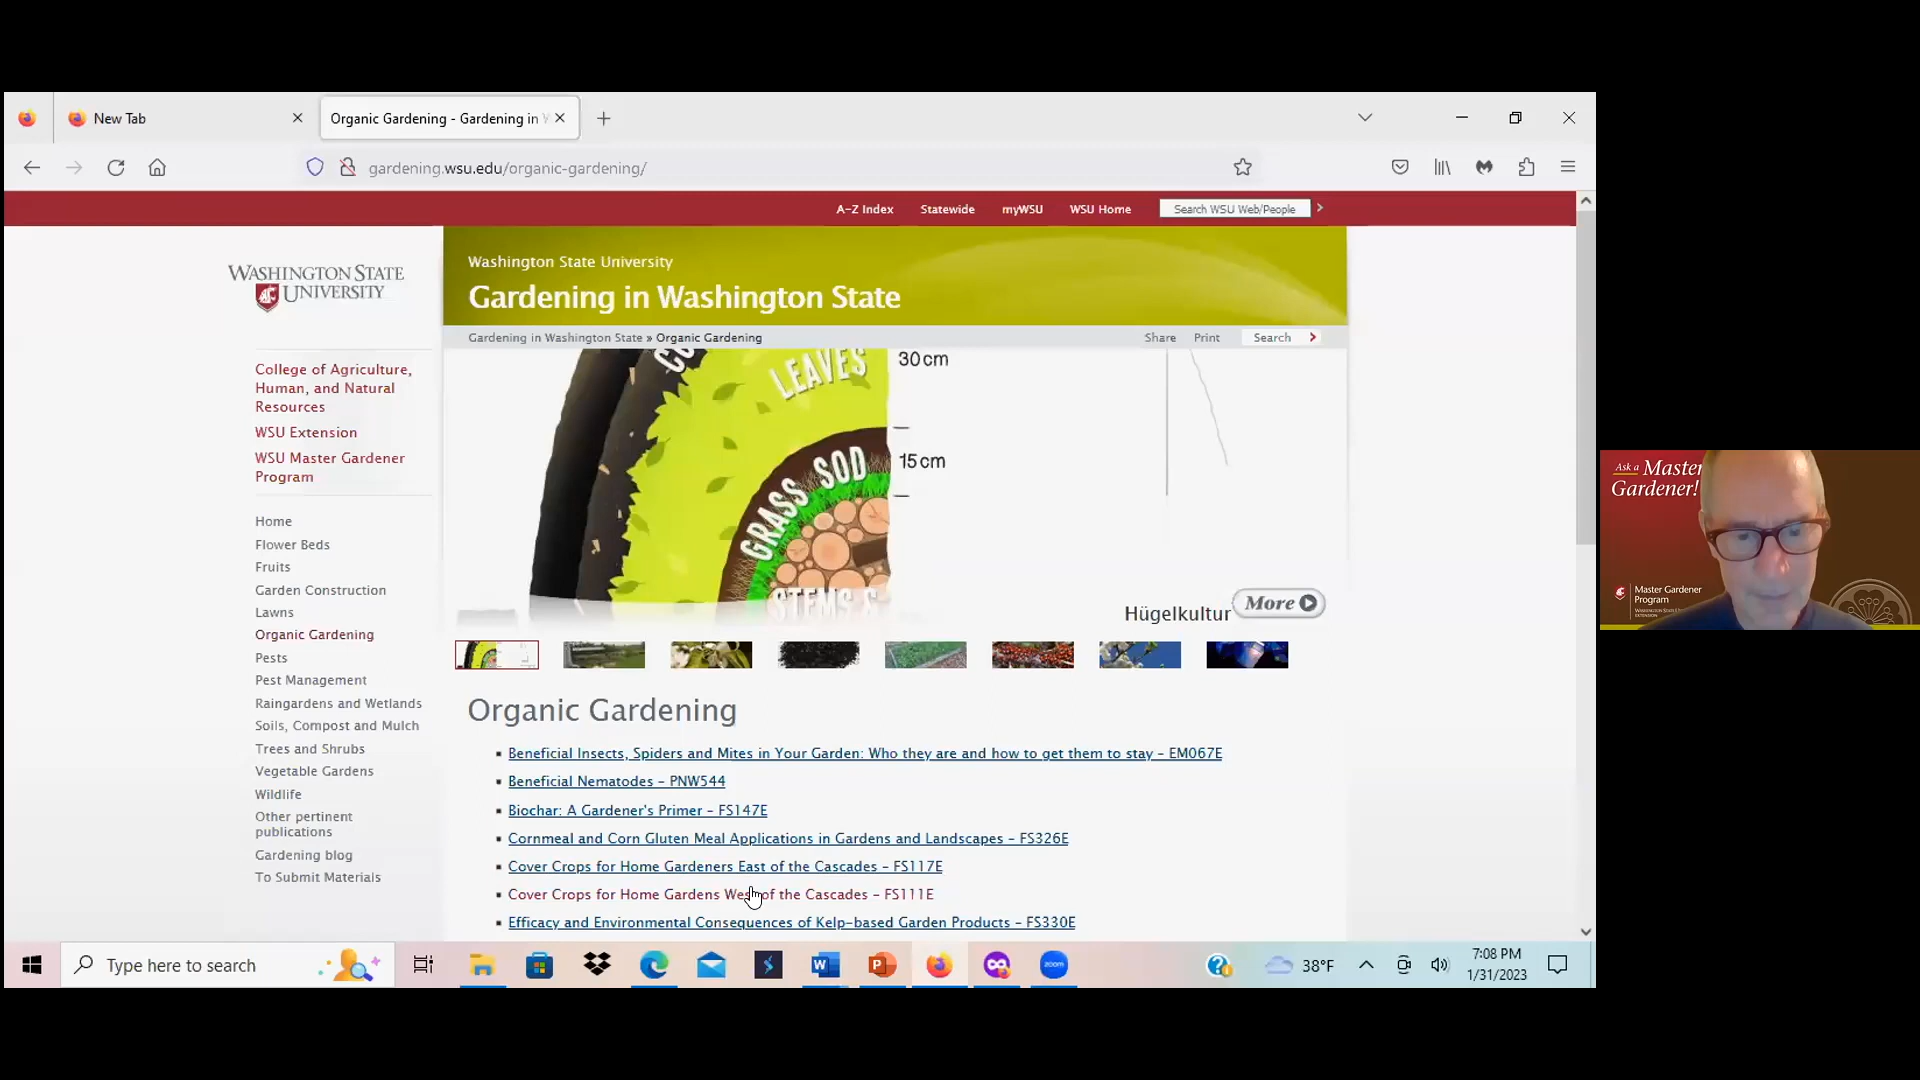 New Tab
Organic Gardening - Gardening in
gardening.wsu.edu/organic-gardening/
A-Z Index
Statewide
myWSU
WSU Home
Search WSU Web/People
WASHINGTON STATE
UNIVERSITY
Washington State University
Gardening in Washington State
Gardening in Washington State » Organic Gardening
Share
Print
Search
College of Agriculture,
Human, and Natural
Resources
WSU Extension
WSU Master Gardener
Program
Home
Flower Beds
Fruits
Garden Construction
Lawns
Organic Gardening
Pests
Pest Management
Raingardens and Wetlands
Soils, Compost and Mulch
Trees and Shrubs
Vegetable Gardens
Wildlife
Other pertinent
publications
Gardening blog
To Submit Materials
LEAVES
30 cm
15 cm
GRASS SOD
STEMS &
Hügelkultur
More
Organic Gardening
Beneficial Insects, Spiders and Mites in Your Garden: Who they are and how to get them to stay – EM067E
Beneficial Nematodes – PNW544
Biochar: A Gardener's Primer – FS147E
Cornmeal and Corn Gluten Meal Applications in Gardens and Landscapes – FS326E
Cover Crops for Home Gardeners East of the Cascades – FS117E
Cover Crops for Home Gardens West of the Cascades – FS111E
Efficacy and Environmental Consequences of Kelp-based Garden Products – FS330E
Type here to search
zoom
38°F
7:08 PM
1/31/2023
Ask a Master
Gardener!
Master Gardener
Program